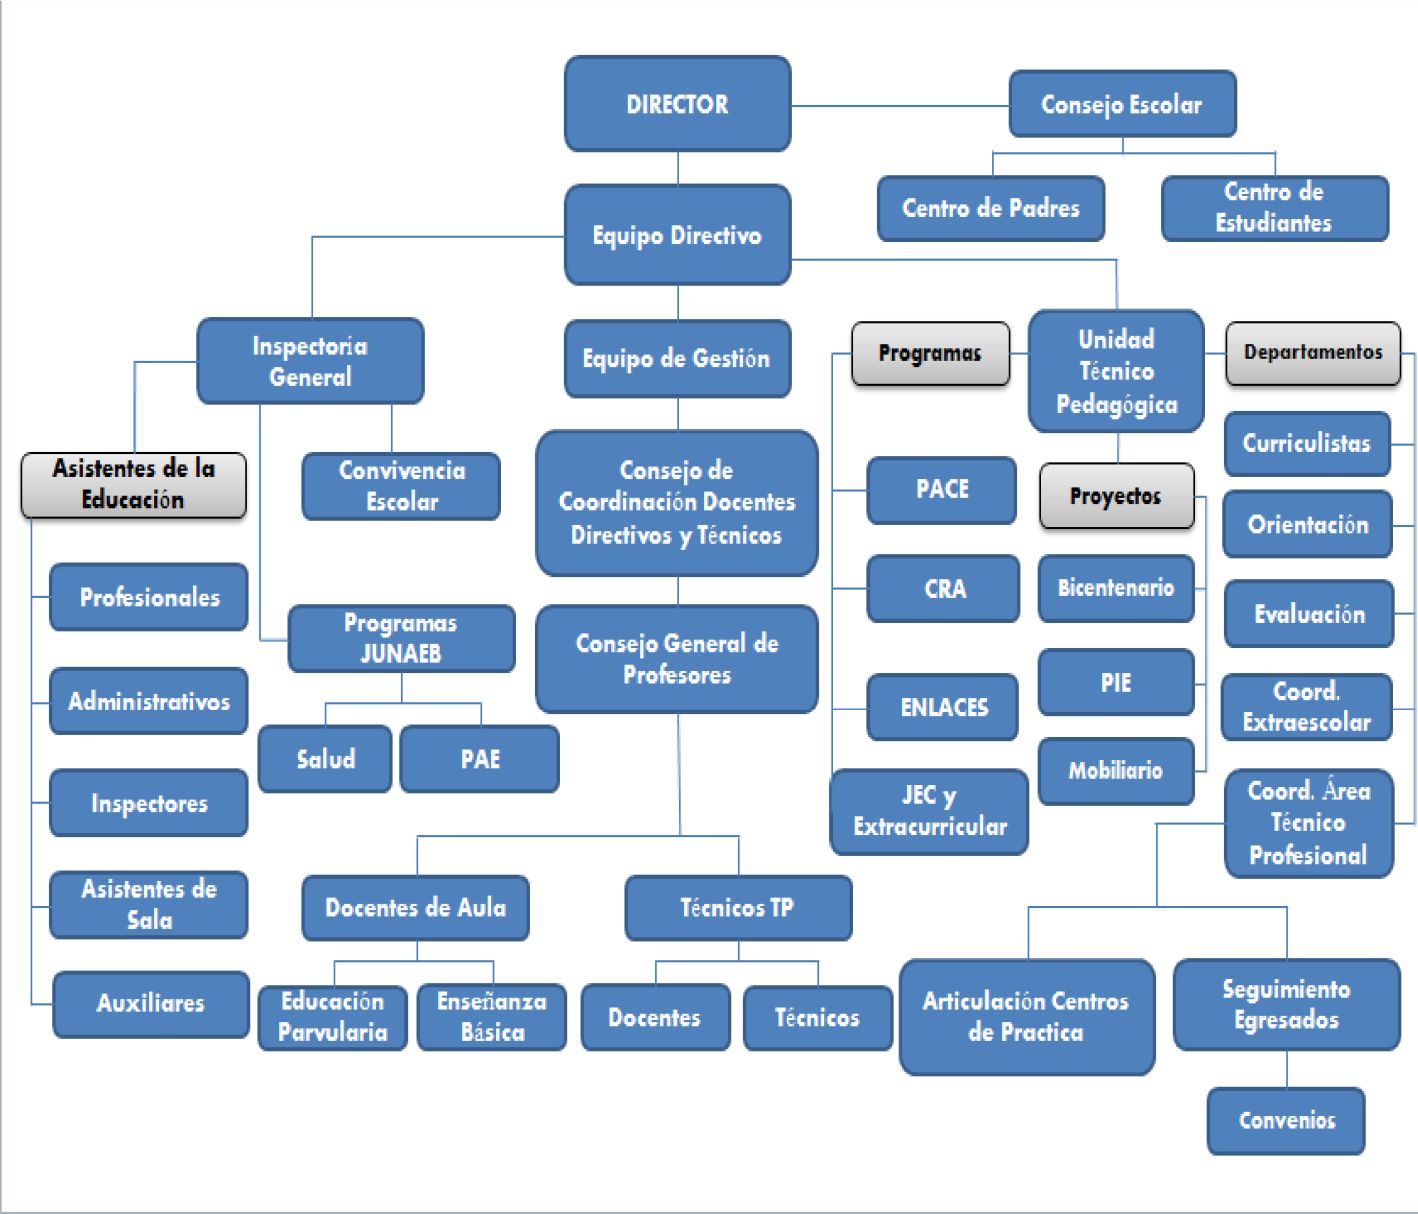 DIRECTOR
Consejo Escolar
Centro de Padres
Centro de
Estudiantes
Equipo Directivo
Inspectoría
General
Equipo de Gestión
Programas
Unidad
Técnico
Pedagógica
Departamentos
Asistentes de la
Educación
Convivencia
Escolar
Consejo de
Coordinación Docentes
Directivos y Técnicos
PACE
Proyectos
Curriculistas
Orientación
Profesionales
Programas
JUNAEB
Consejo General de
Profesores
CRA
Bicentenario
Evaluación
Administrativos
Salud
PAE
ENLACES
PIE
Coord.
Extraescolar
Inspectores
JEC y
Extracurricular
Mobiliario
Coord. Área
Técnico
Profesional
Asistentes de
Sala
Docentes de Aula
Técnicos TP
Auxiliares
Educación
Parvularia
Enseñanza
Básica
Docentes
Técnicos
Articulación Centros
de Practica
Seguimiento
Egresados
Convenios